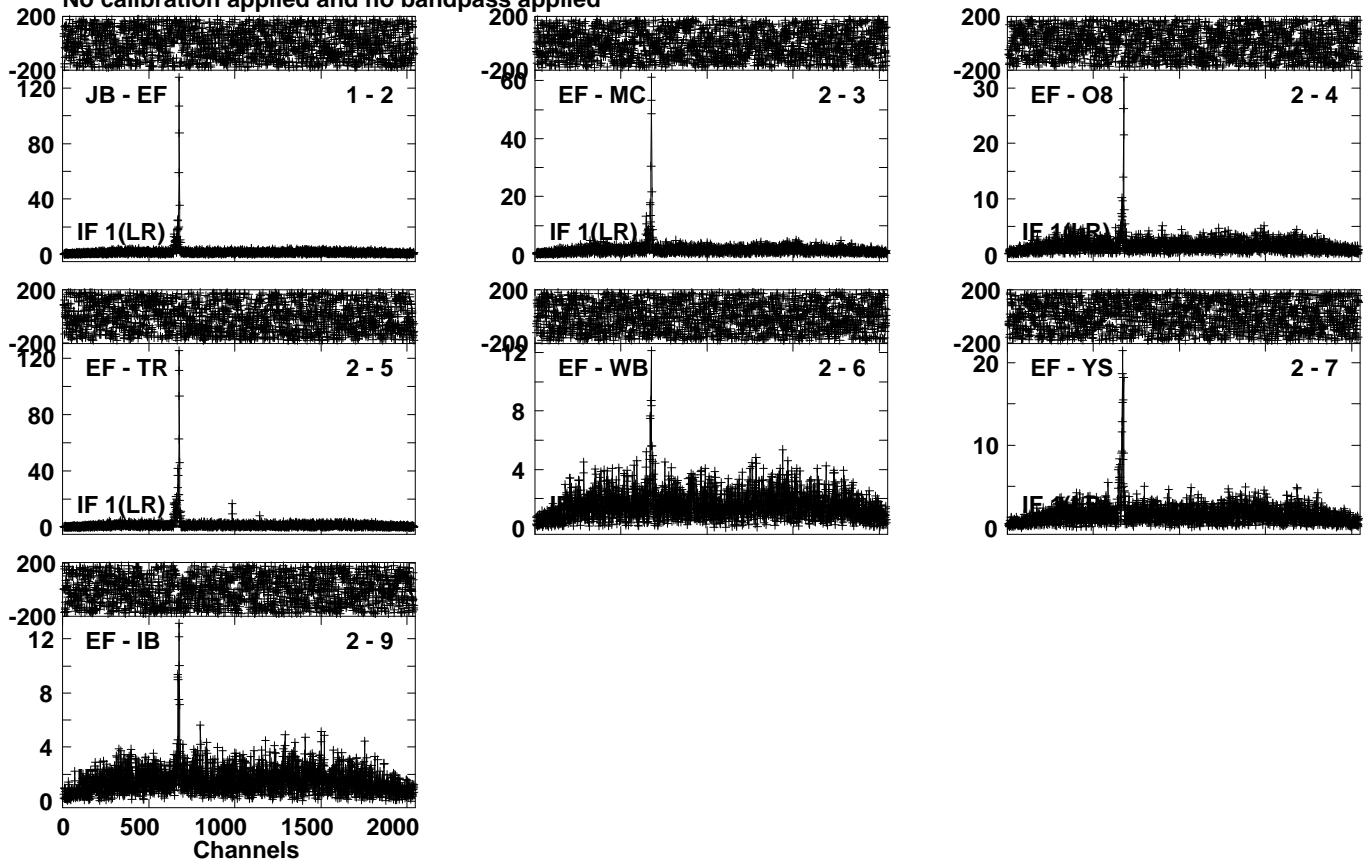 No calibration applied and no bandpass applied
200 200 200
-200 -200 -200
120 60 30
JB - EF 1 - 2 EF - MC 2 - 3 EF - O8 2 - 4
80 40 20
40 20 10
IF 1(LR) IF 1(LR) IF 1(LR)
0 0 0
200 200 200
-200 -200 -200
120 12 20
EF - TR 2 - 5 EF - WB 2 - 6 EF - YS 2 - 7
80 8 10
40 4
IF 1(LR)
0 0 0
200
-200
12 EF - IB 2 - 9
8
4
0
0 500 1000 1500 2000
Channels